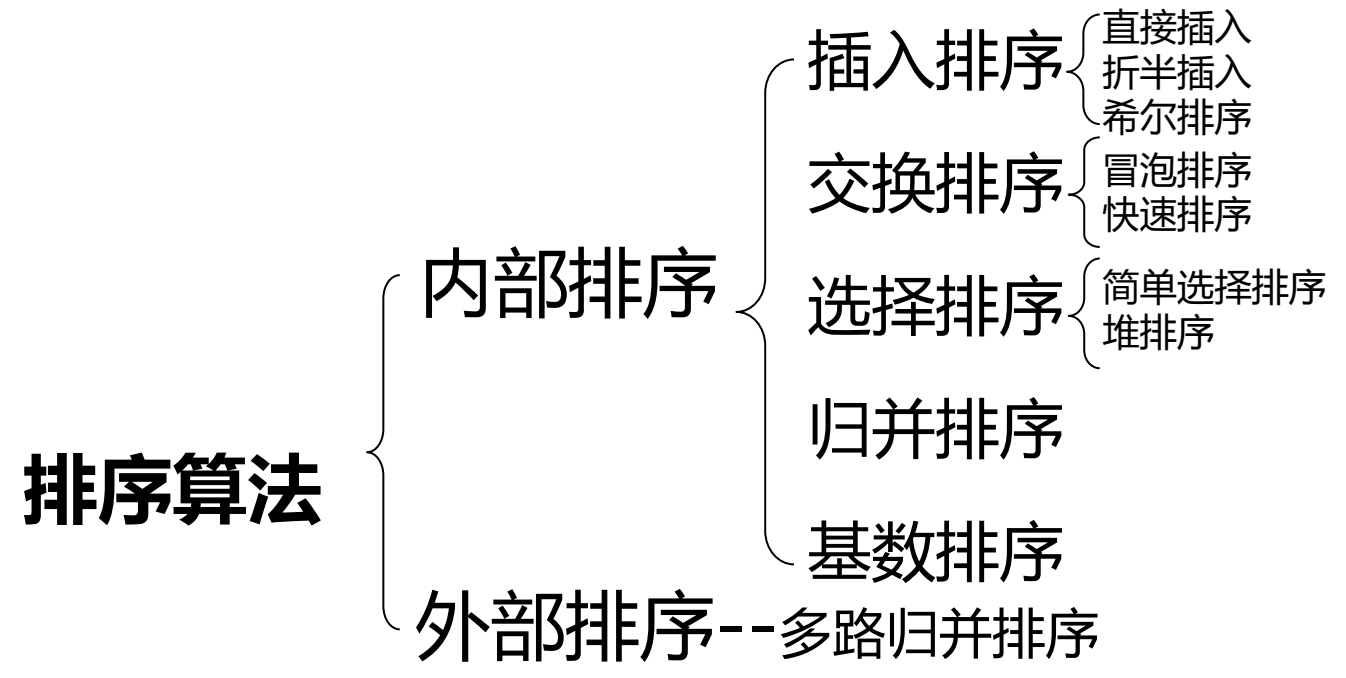 排序算法
内部排序
插入排序
直接插入
折半插入
希尔排序
交换排序
冒泡排序
快速排序
选择排序
简单选择排序
堆排序
归并排序
基数排序
外部排序--多路归并排序